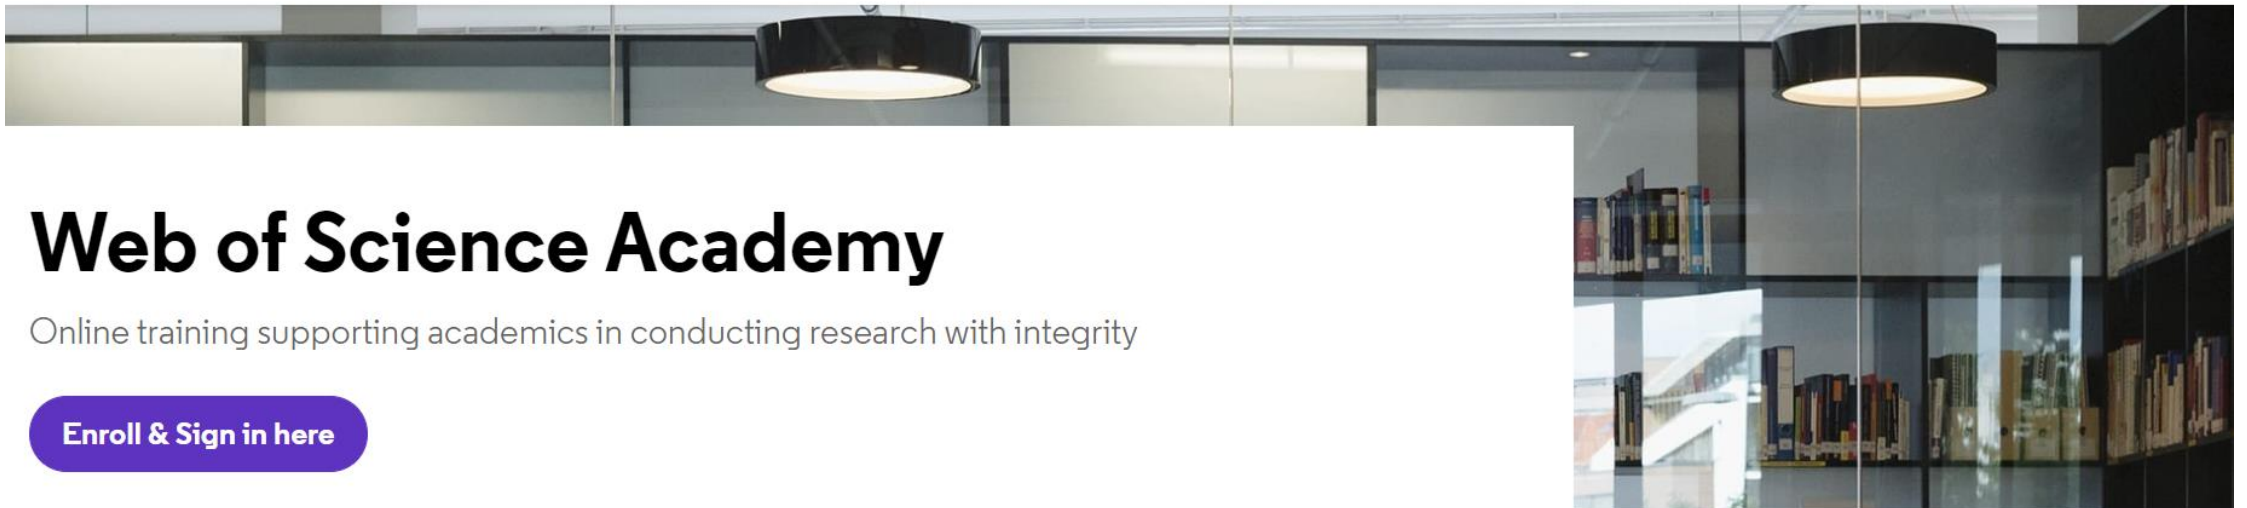 Web of Science Academy
Online training supporting academics in conducting research with integrity
Enroll & Sign in here